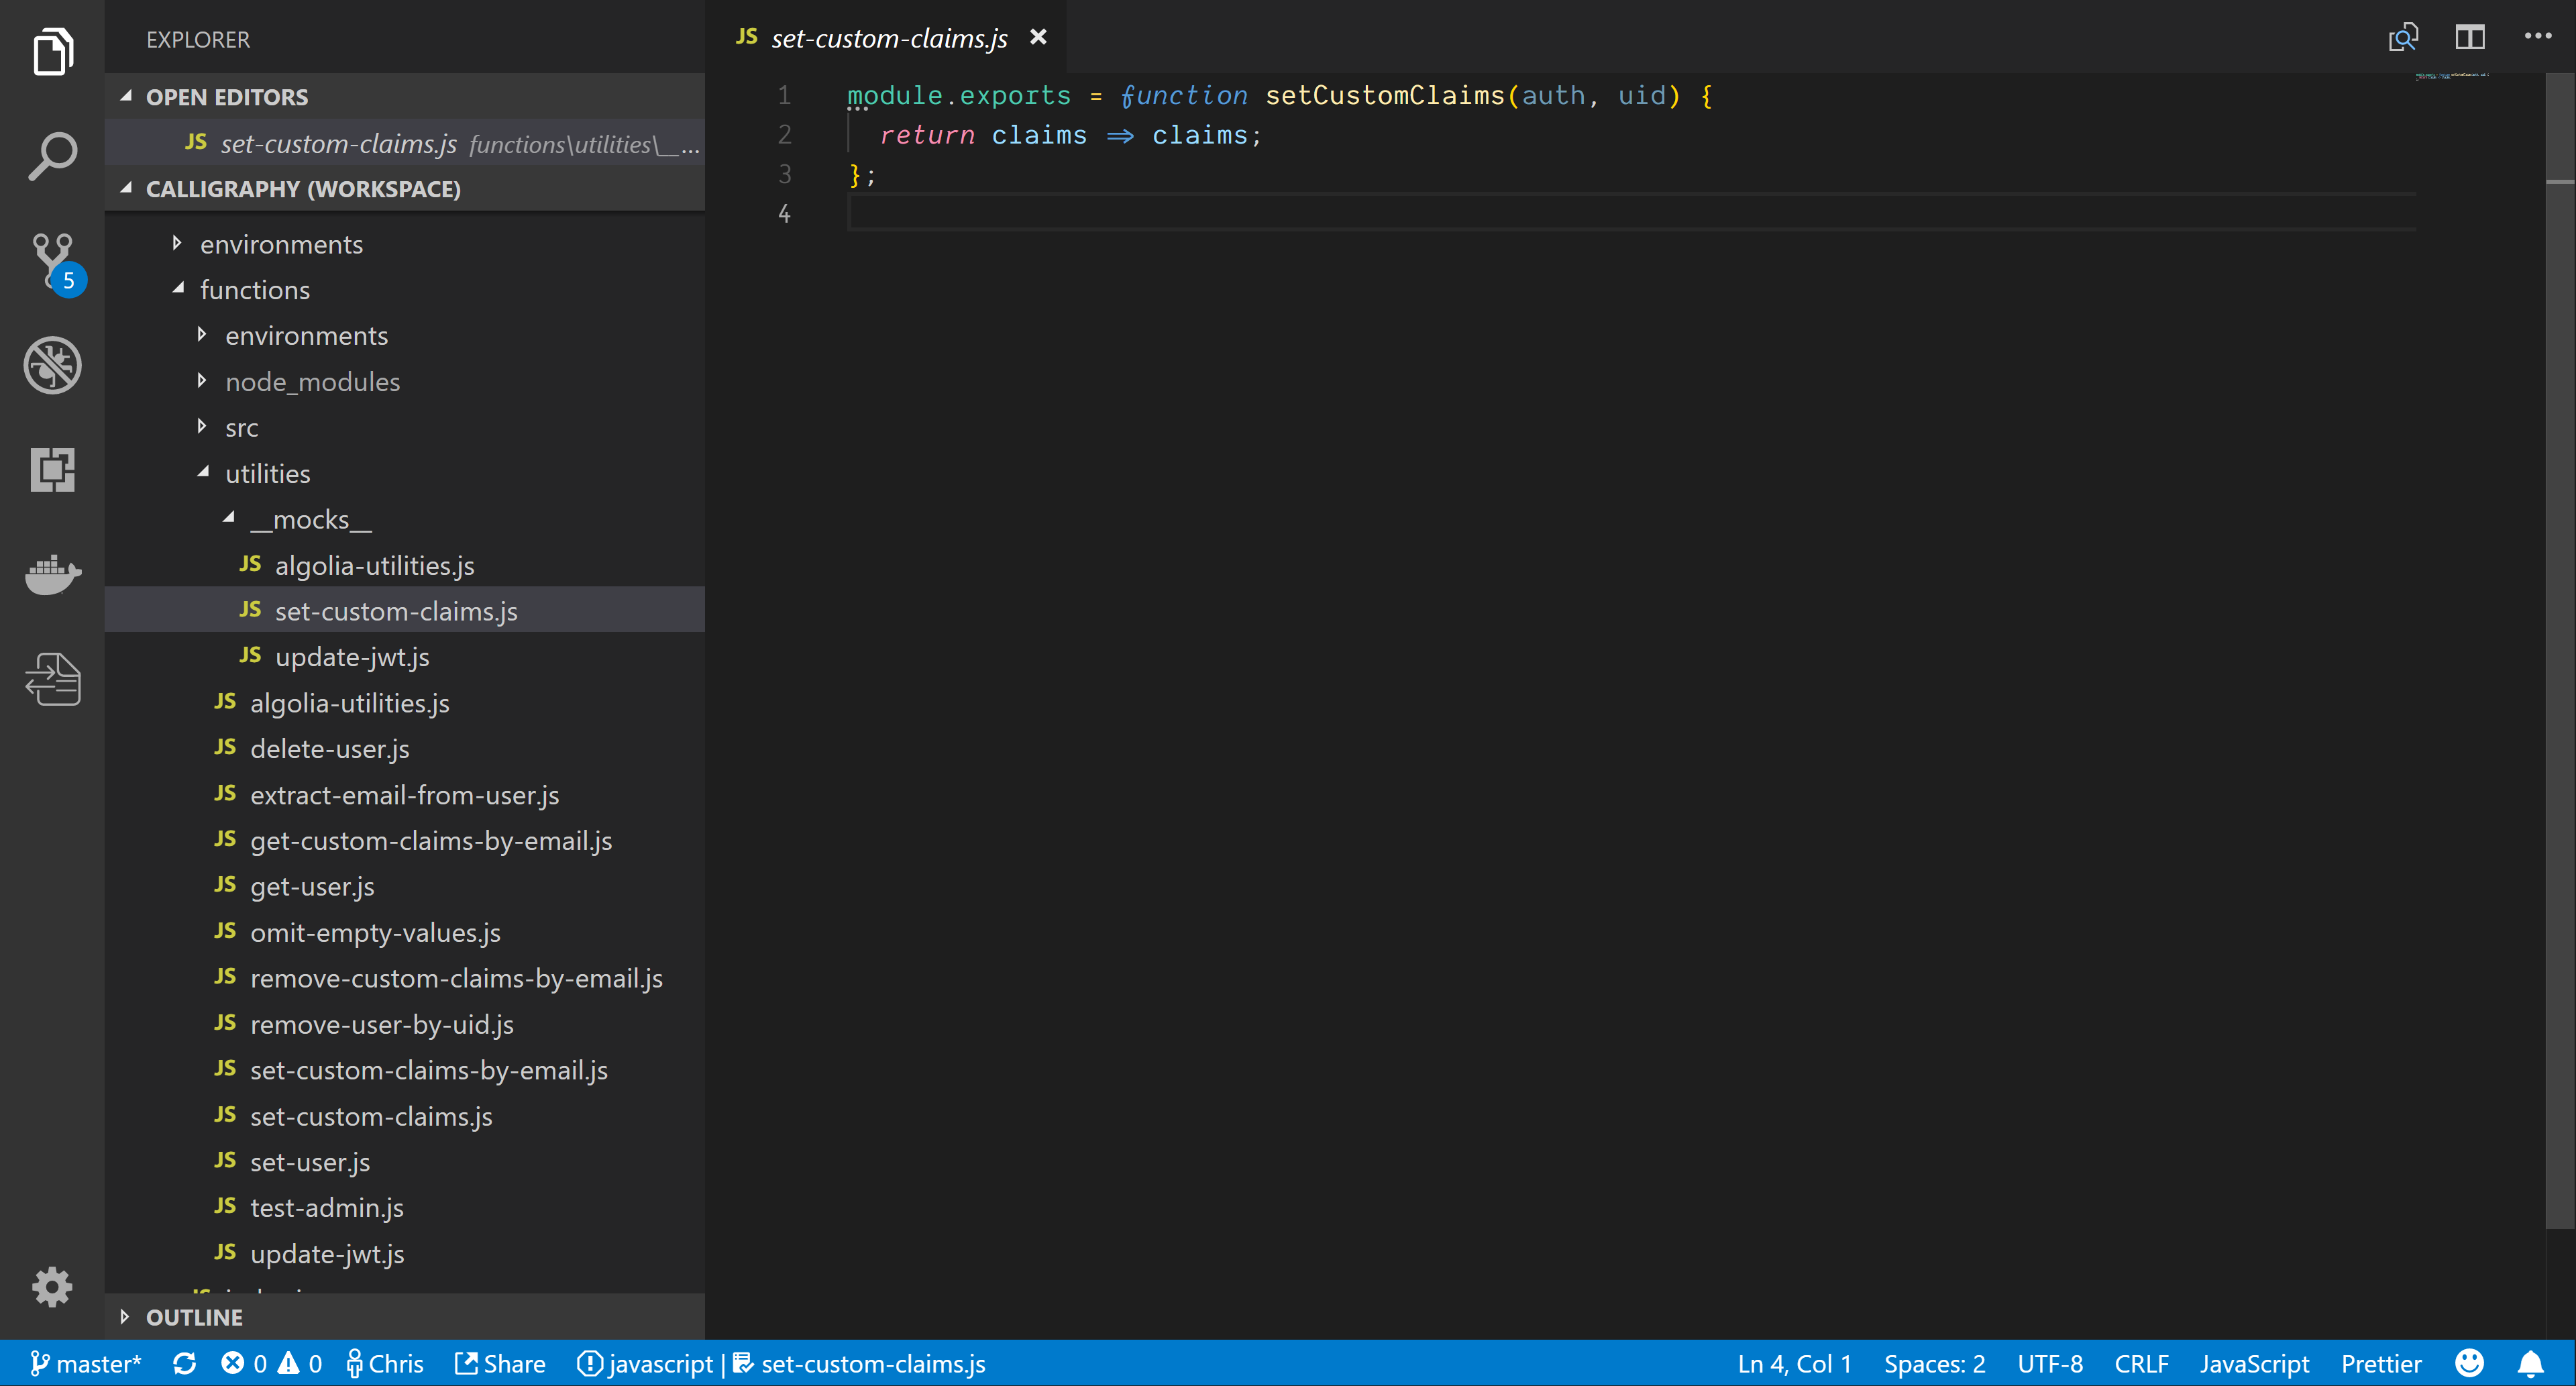 EXPLORER
OPEN EDITORS
JS set-custom-claims.js functions\utilities\__...
CALLIGRAPHY (WORKSPACE)
environments
functions
environments
node_modules
src
utilities
__mocks__
JS algolia-utilities.js
JS set-custom-claims.js
JS update-jwt.js
JS algolia-utilities.js
JS delete-user.js
JS extract-email-from-user.js
JS get-custom-claims-by-email.js
JS get-user.js
JS omit-empty-values.js
JS remove-custom-claims-by-email.js
JS remove-user-by-uid.js
JS set-custom-claims-by-email.js
JS set-custom-claims.js
JS set-user.js
JS test-admin.js
JS update-jwt.js
OUTLINE
5
JS set-custom-claims.js ×
1 module.exports = function setCustomClaims(auth, uid) {
2 return claims => claims;
3 };
4
master* 0 0 Chris Share javascript | set-custom-claims.js Ln 4, Col 1 Spaces: 2 UTF-8 CRLF JavaScript Prettier